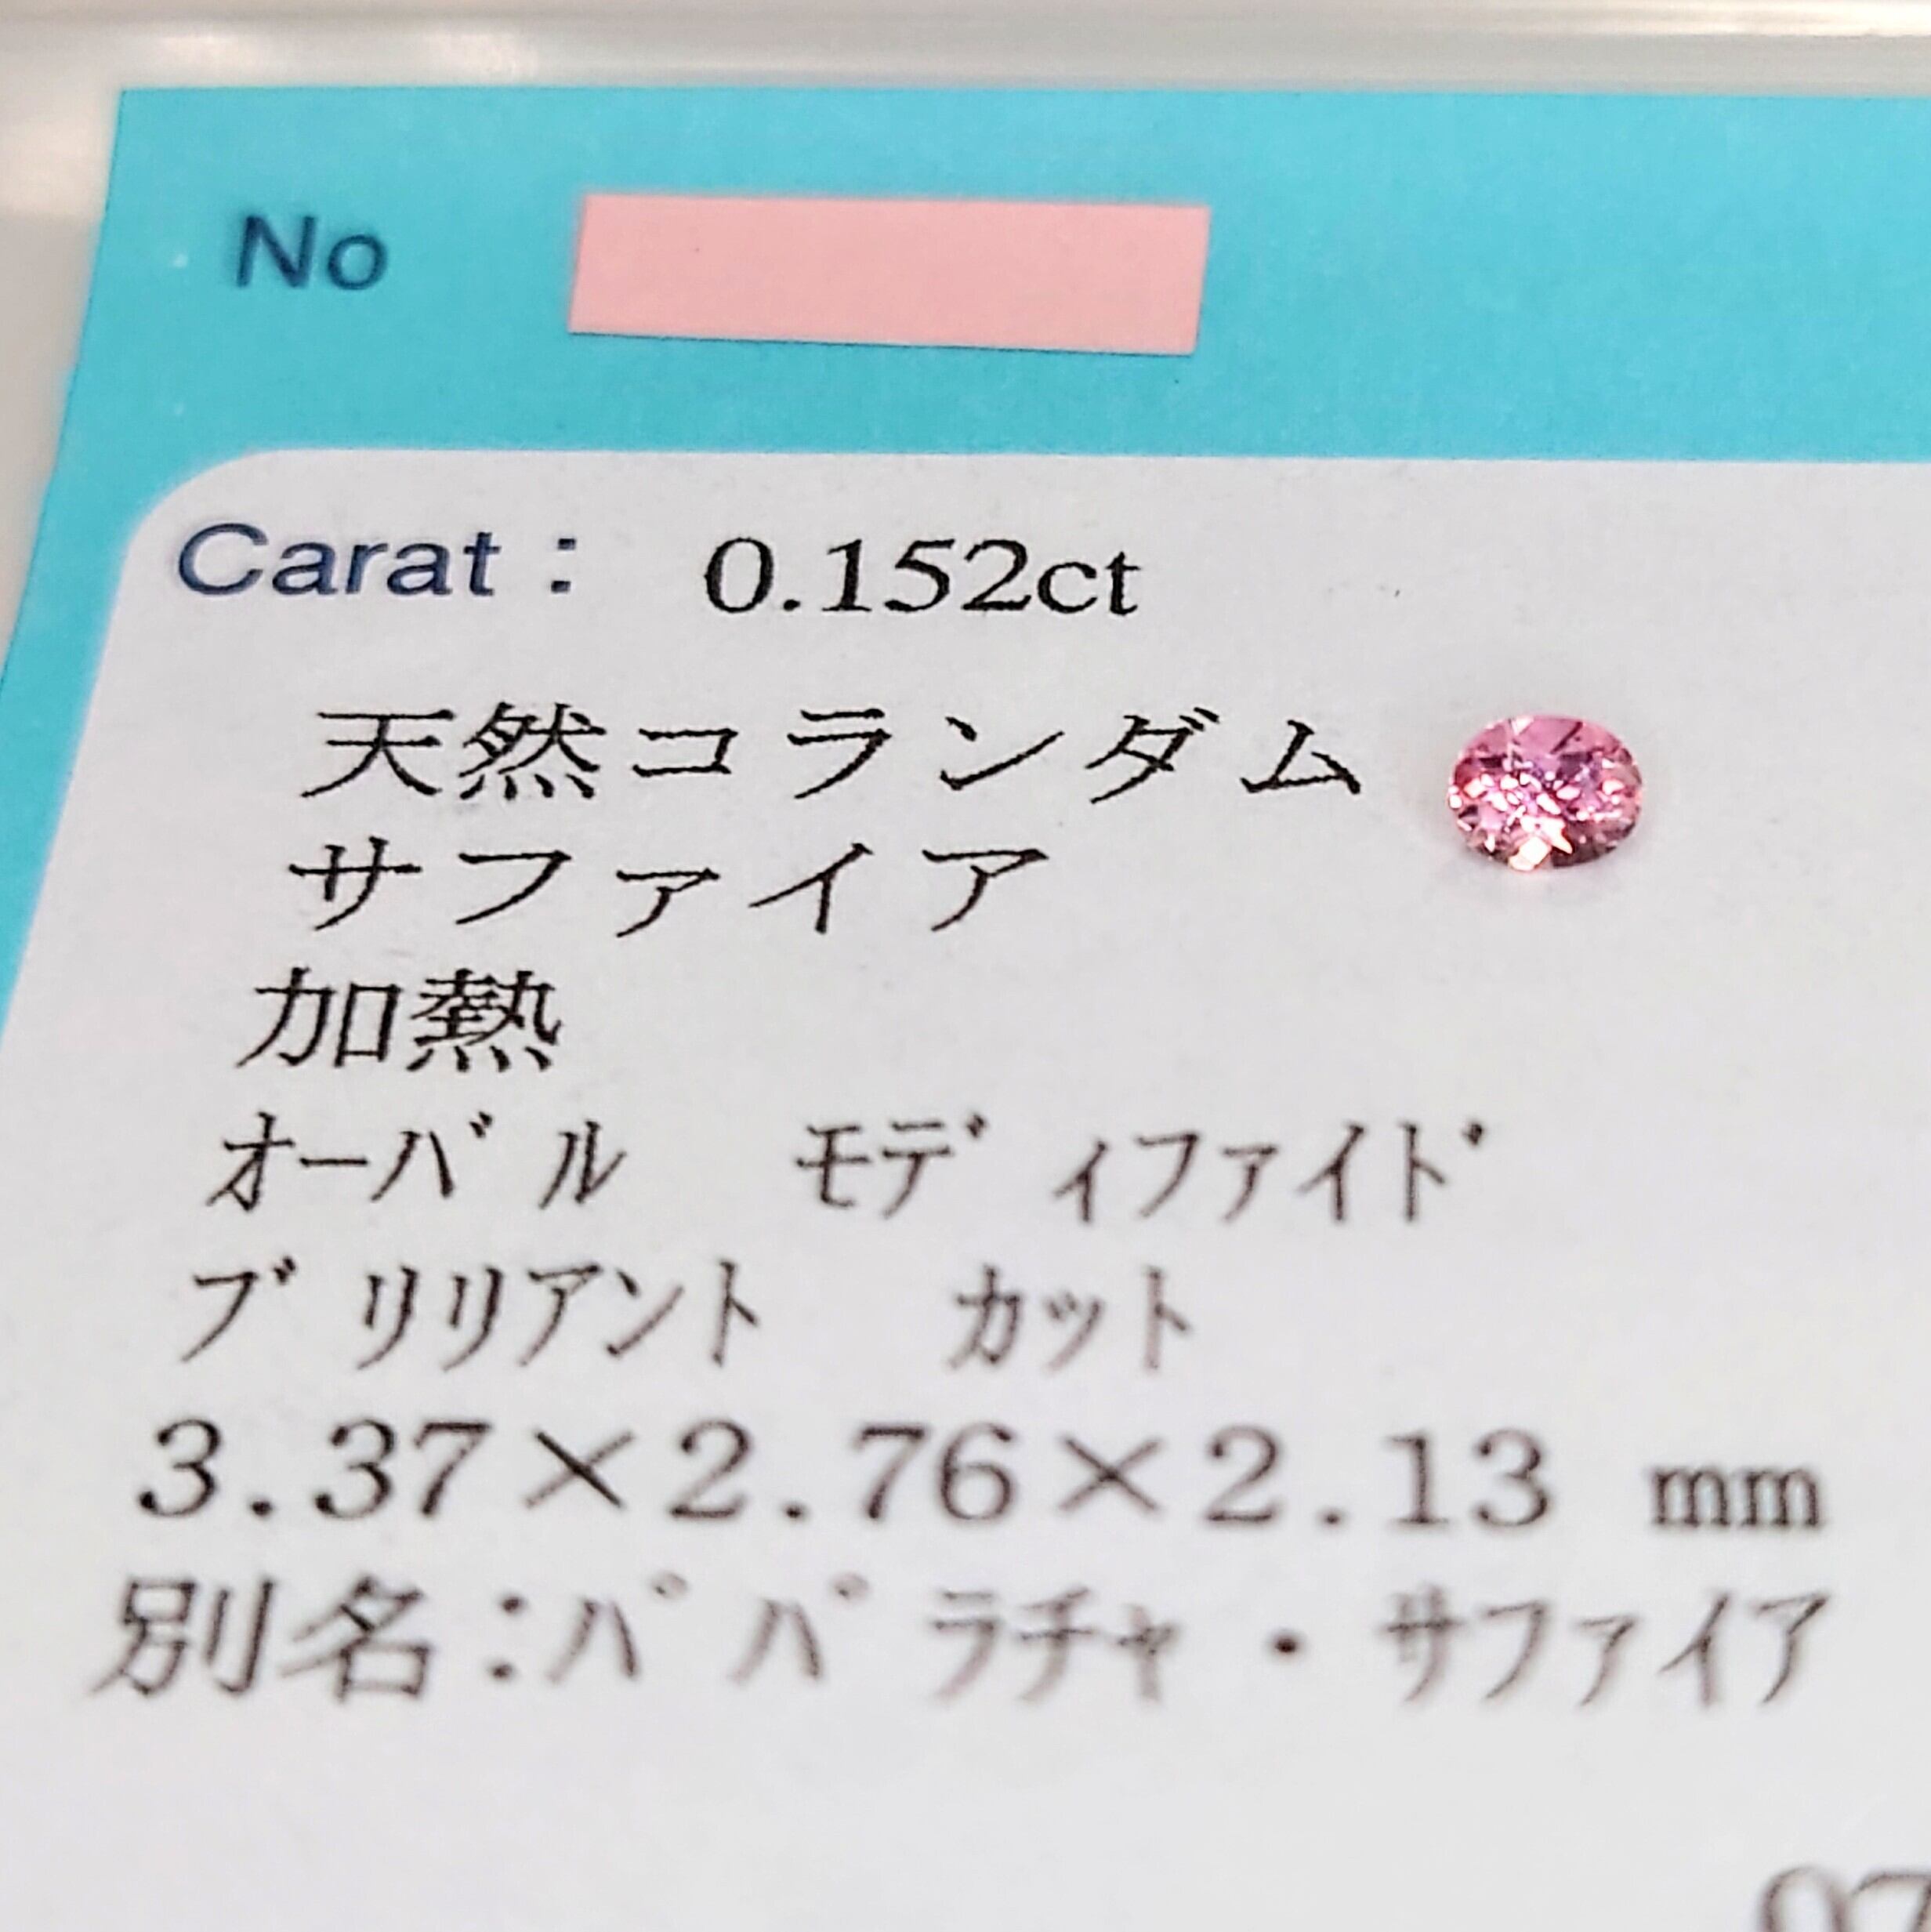 No
Carat : 0.152ct
天然コランダム
サファイア
加熱
オーバル モディファイド
ブリリアント カット
3.37×2.76×2.13 mm
別名:パパラチャ・サファイア